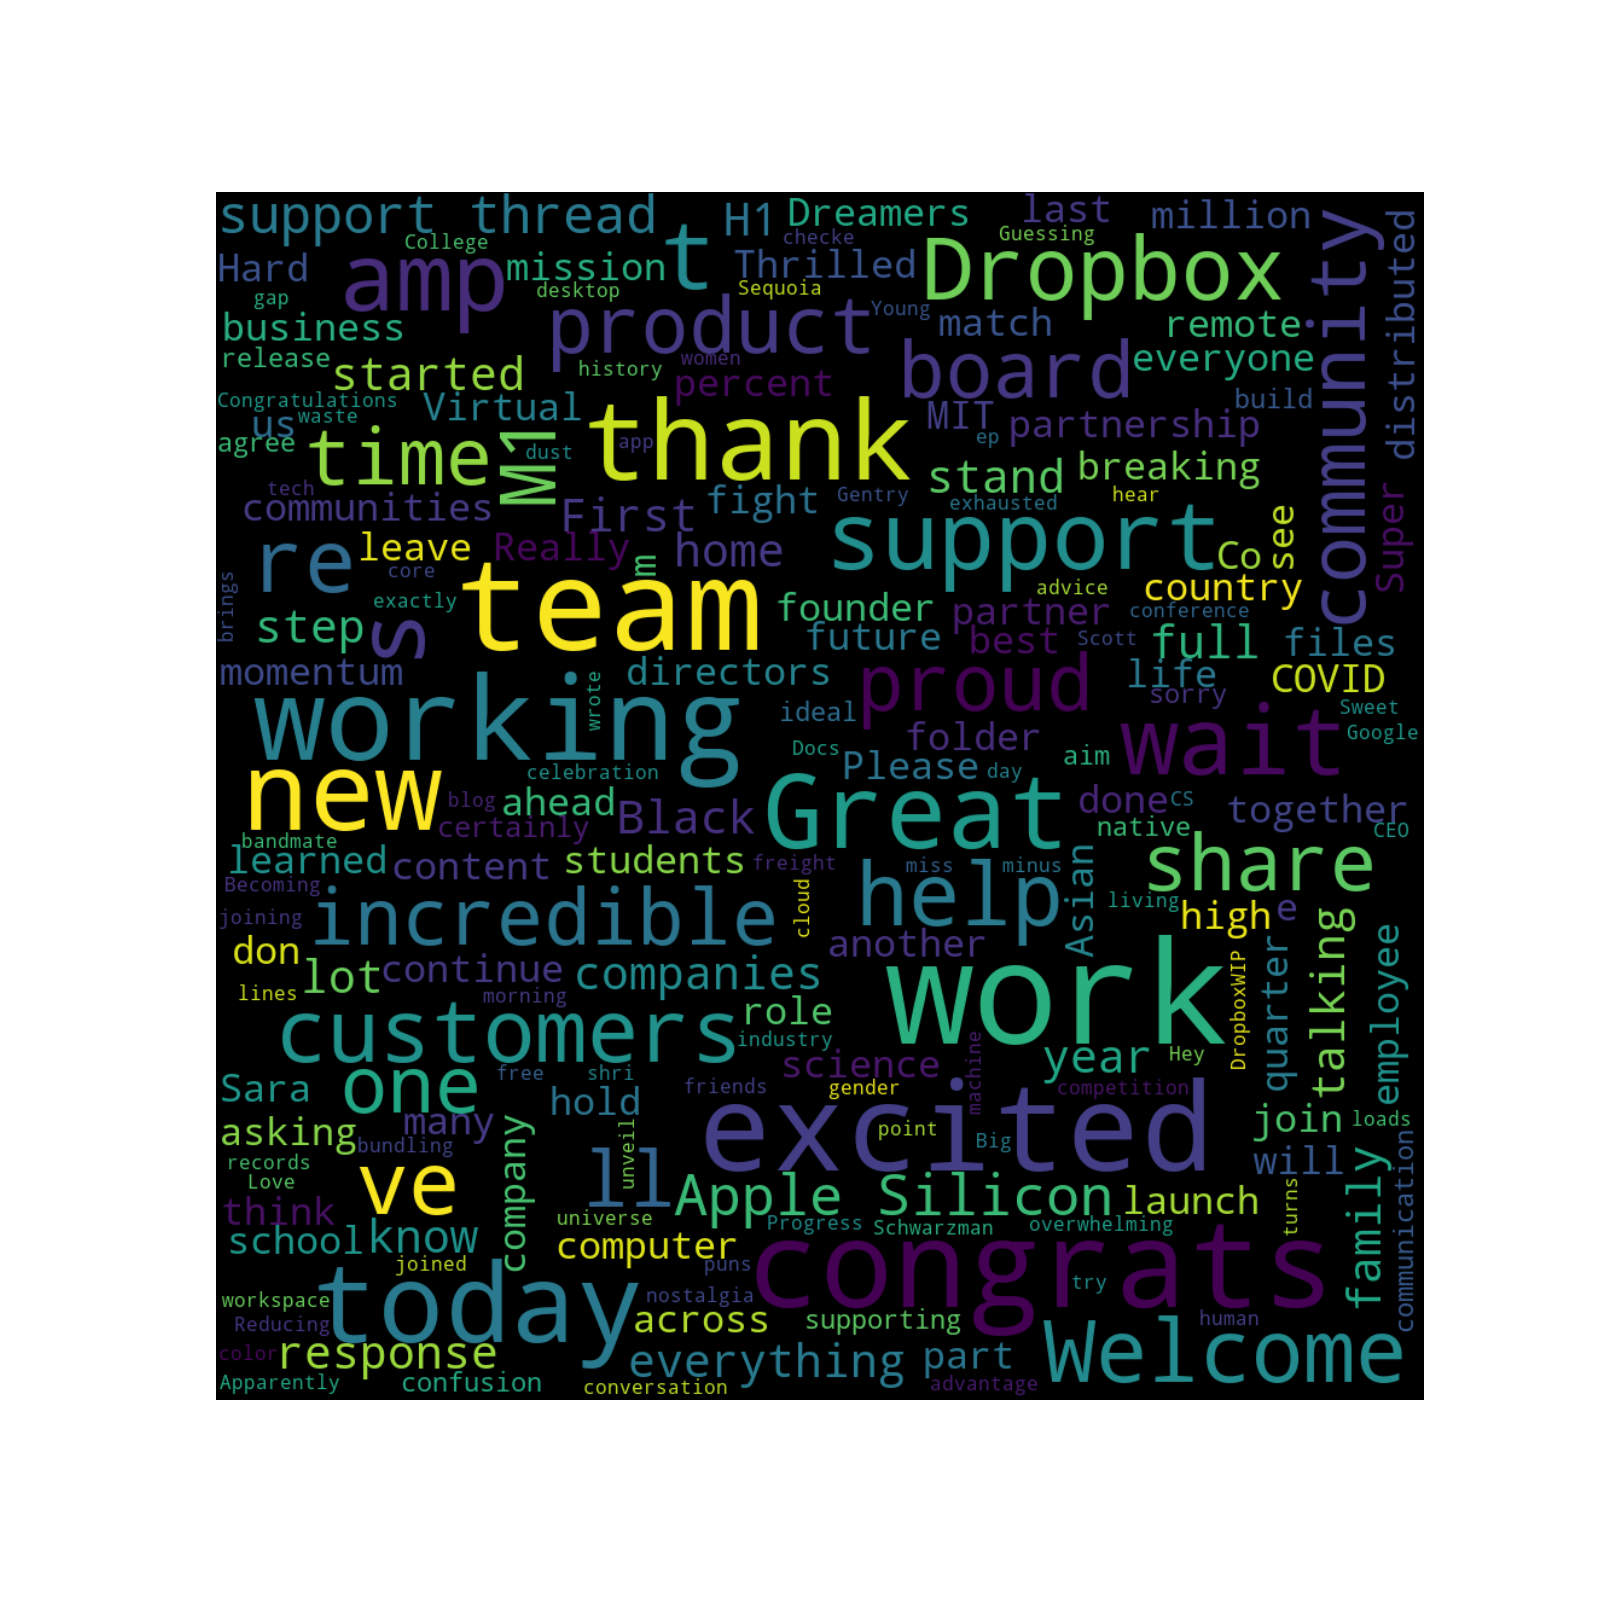 support thread
H1
Dreamers
last
million
community
distributed
College
checke
Guessing
t
Dropbox
Hard
amp
mission
Thrilled
gap
desktop
Sequoia
Young
business
product
match
remote
release
started
history
women
board
everyone
percent
Congratulations
waste
us
Virtual
MIT
build
agree
time
M1
dust
app
thank
ep
partnership
stand
breaking
tech
communities
First
fight
Gentry
exhausted
hear
Super
re
leave
Really
home
support
Co
see
core
m
advice
country
brings
exactly
team
founder
partner
conference
step
s
future
best
Scott
full
files
momentum
wrote
directors
proud
life
sorry
COVID
working
ideal
Sweet
folder
wait
Google
Docs
aim
celebration
Please
day
new
blog
ahead
Black
Great
done
CS
together
certainly
native
CEO
bandmate
learned
content
students
freight
miss
minus
share
Becoming
help
Asian
living
joining
incredible
cloud
high
e
don
another
lot
continue
companies
work
DropboxWIP
quarter
talking
employee
lines
morning
customers
role
industry
science
machine
year
Hey
Sara
one
free
shri
friends
gender
competition
hold
excited
asking
many
company
unveil
point
Big
join
loads
bundling
communication
records
Love
ve
ll
Apple Silicon
launch
will
family
turns
think
universe
Progress
Schwarzman
overwhelming
school
know
computer
congrats
joined
puns
try
workspace
today
nostalgia
Reducing
across
supporting
human
color
response
everything
part
Welcome
Apparently
confusion
conversation
advantage